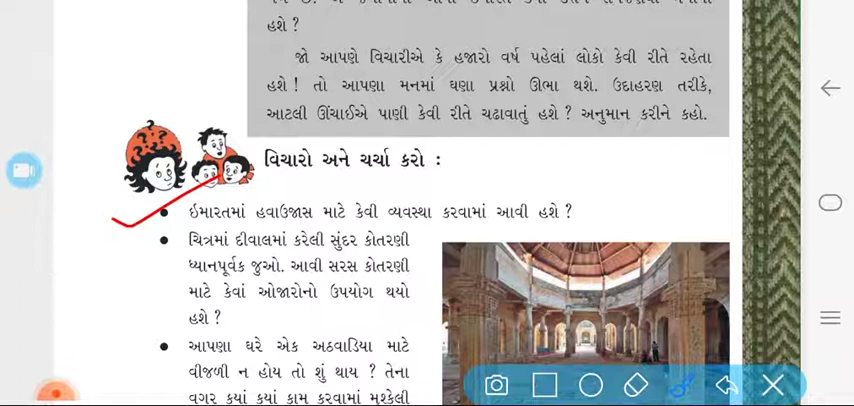 હશે ?
જો આપણે વિચારીએ કે હજારો વર્ષ પહેલાં લોકો કેવી રીતે રહેતા
હશે ! તો આપણા મનમાં ઘણા પ્રશ્નો ઊભા થશે. ઉદાહરણ તરીકે,
આટલી ઊંચાઈએ પાણી કેવી રીતે ચઢાવાતું હશે ? અનુમાન કરીને કહો.
વિચારો અને ચર્ચા કરો :
• ઇમારતમાં હવાઉજાસ માટે કેવી વ્યવસ્થા કરવામાં આવી હશે ?
• ચિત્રમાં દીવાલમાં કરેલી સુંદર કોતરણી
ધ્યાનપૂર્વક જુઓ. આવી સરસ કોતરણી
માટે કેવાં ઓજારોનો ઉપયોગ થયો
હશે ?
• આપણા ઘરે એક અઠવાડિયા માટે
વીજળી ન હોય તો શું થાય ? તેના
વગર કયાં કયાં કામ કરવામાં મુશ્કેલી